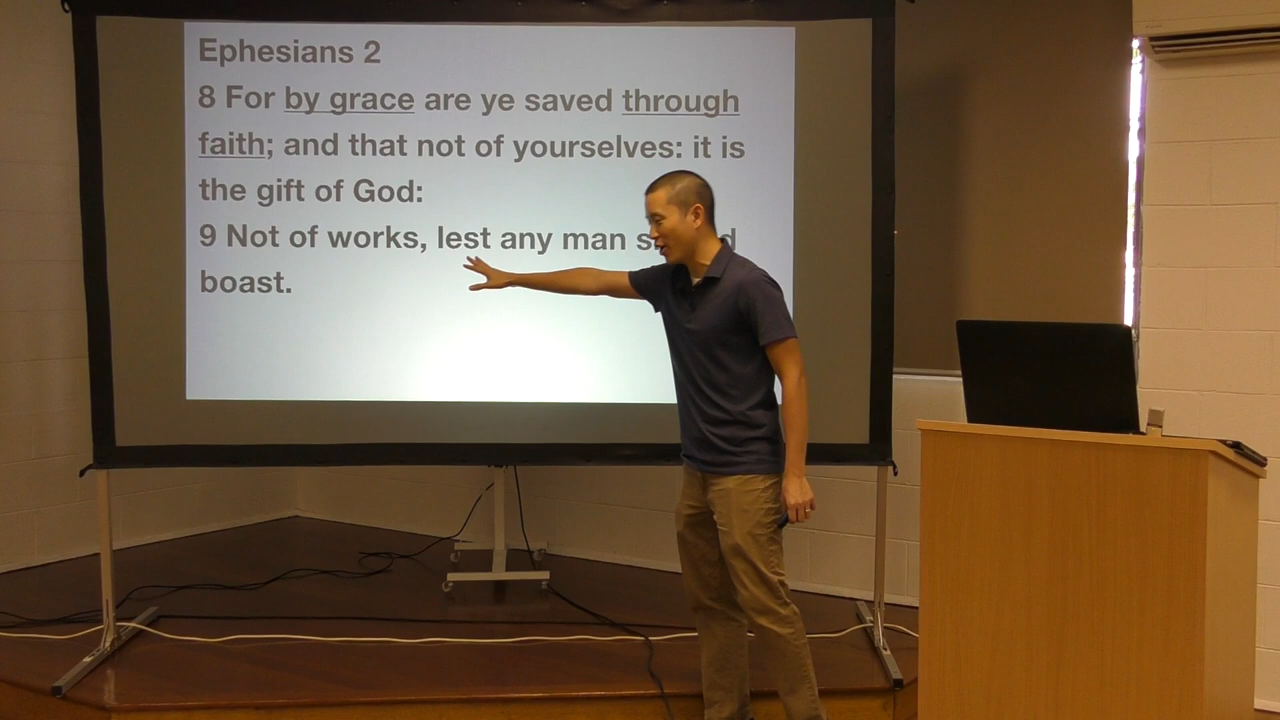 Ephesians 2
8 For by grace are ye saved through
faith; and that not of yourselves: it is
the gift of God:
9 Not of works, lest any man
boast.